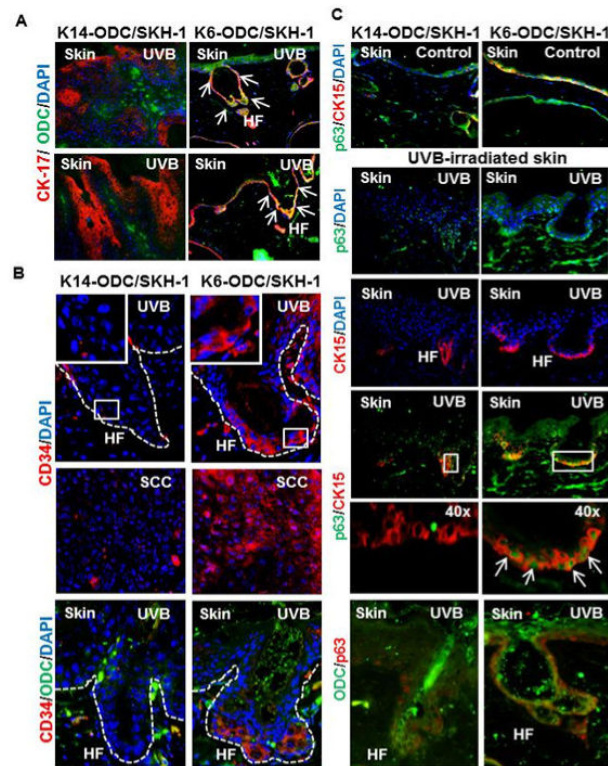 A
K14-ODC/SKH-1 K6-ODC/SKH-1
Skin UVB Skin UVB
HF
Skin UVB Skin UVB
HF
CK-17/ ODC/DAPI
B
K14-ODC/SKH-1 K6-ODC/SKH-1
UVB UVB
HF HF
CD34/DAPI
SCC SCC
Skin UVB Skin UVB
HF HF
CD34/ODC/DAPI
C
K14-ODC/SKH-1 K6-ODC/SKH-1
Skin Control Skin Control
p63/CK15/DAPI
UVB-irradiated skin
Skin UVB Skin UVB
p63/DAPI
Skin UVB Skin UVB
HF HF
CK15/DAPI
Skin UVB Skin UVB
40x 40x
p63/CK15
Skin UVB Skin UVB
HF HF
ODC/p63